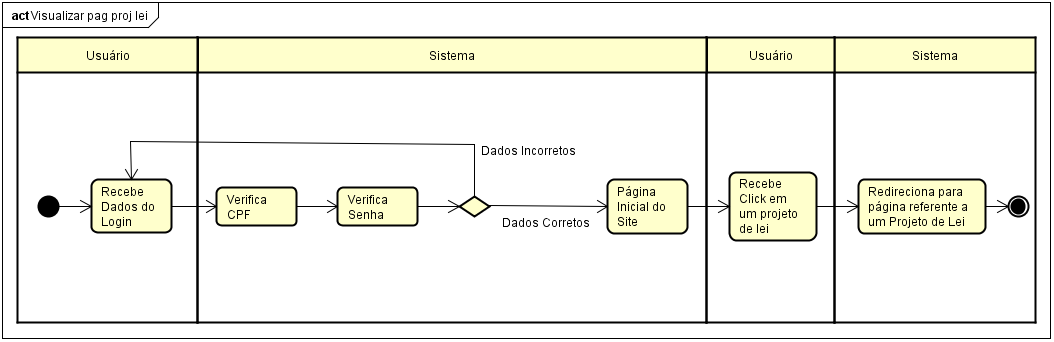 act Visualizar pag proj lei
Usuário
Sistema
Usuário
Sistema
Dados Incorretos
Recebe
Dados do
Login
Verifica
CPF
Verifica
Senha
Dados Corretos
Página
Inicial do
Site
Recebe
Click em
um projeto
de lei
Redireciona para
página referente a
um Projeto de Lei